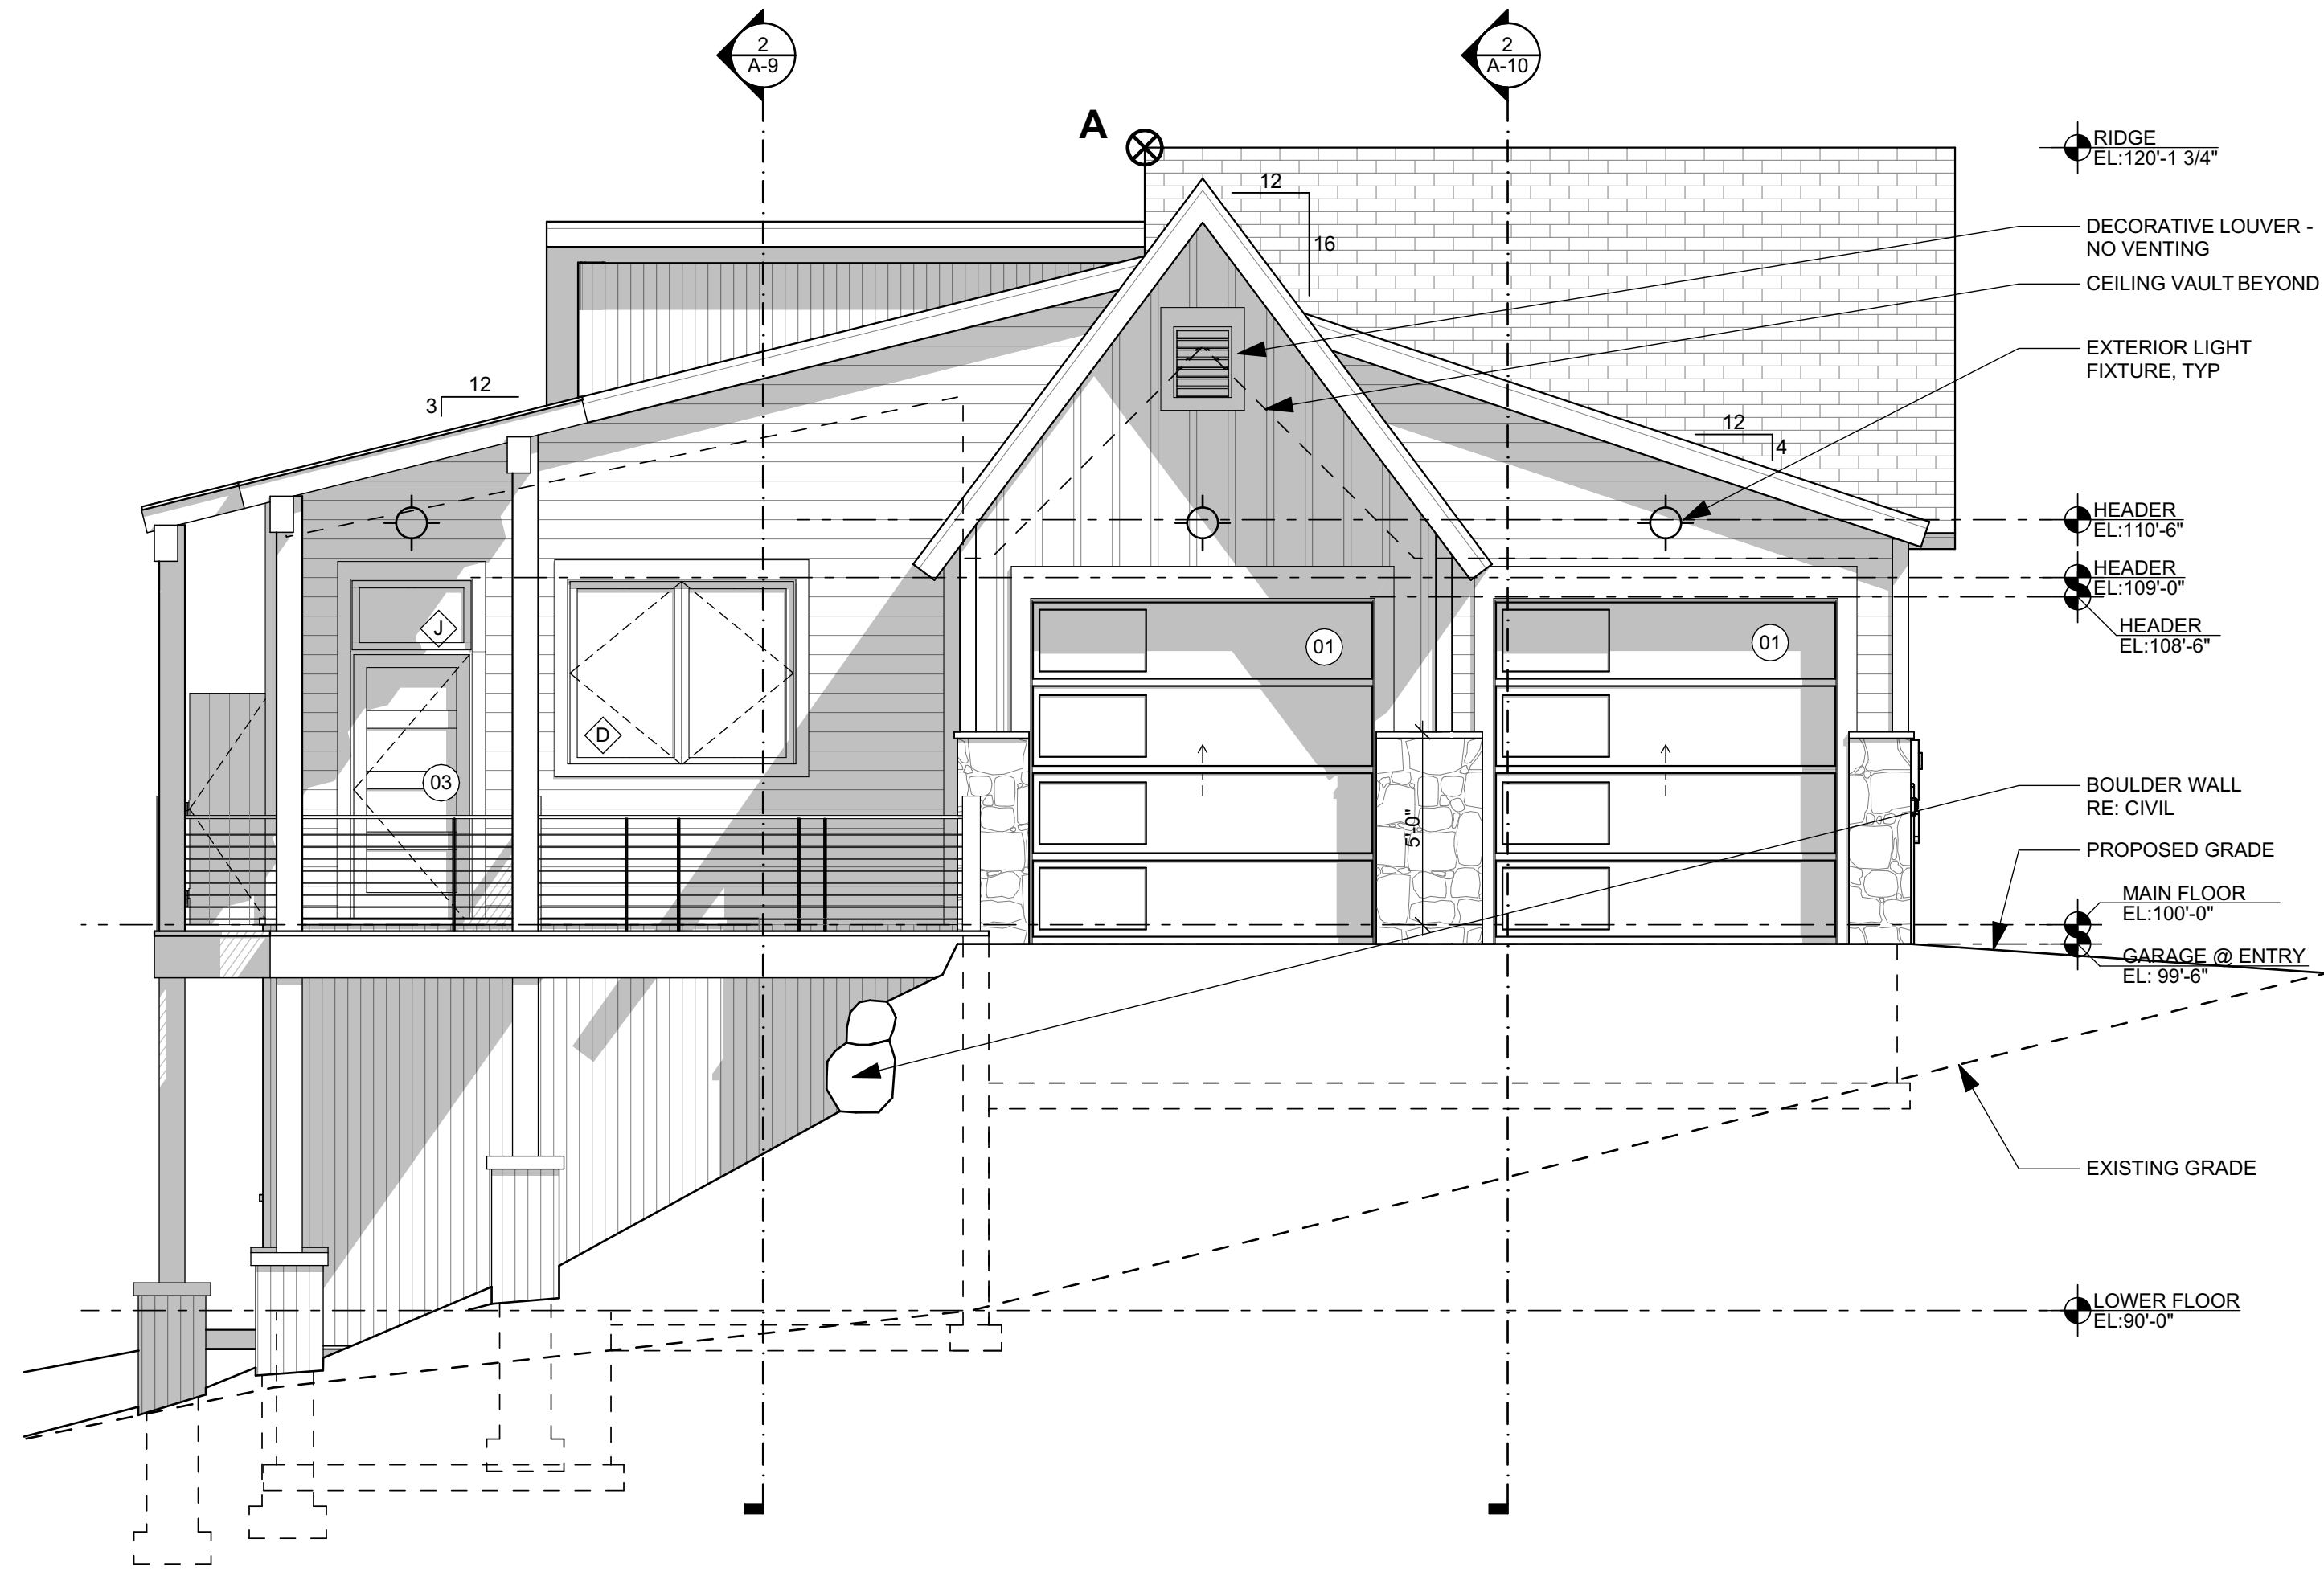 2
A-9
2
A-10
A
RIDGE
EL:120'-1 3/4"
12
16
DECORATIVE LOUVER -
NO VENTING
CEILING VAULT BEYOND
EXTERIOR LIGHT
FIXTURE, TYP
12
3
12
4
HEADER
EL:110'-6"
HEADER
EL:109'-0"
HEADER
EL:108'-6"
J
01
01
D
03
5'-0"
BOULDER WALL
RE: CIVIL
PROPOSED GRADE
MAIN FLOOR
EL:100'-0"
GARAGE @ ENTRY
EL: 99'-6"
EXISTING GRADE
LOWER FLOOR
EL:90'-0"